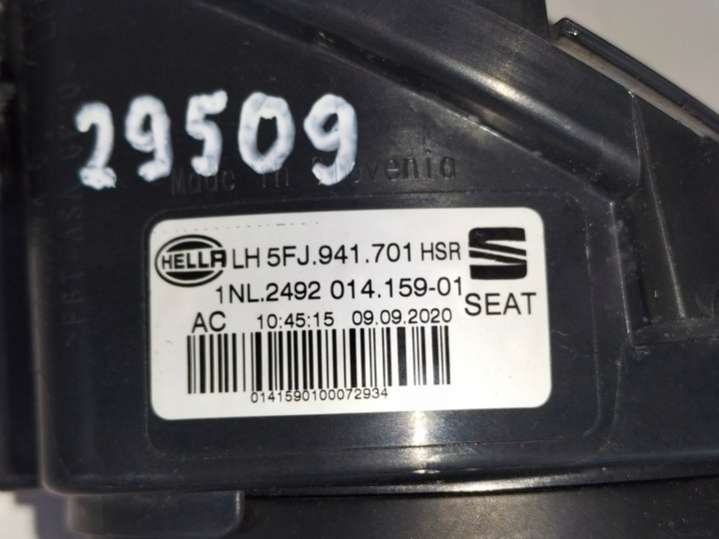 29509
Made in Slovenia
HELLA LH 5FJ.941.701 HSR
1NL.2492 014.159-01
SEAT
AC 10:45:15 09.09.2020
0141590100072934